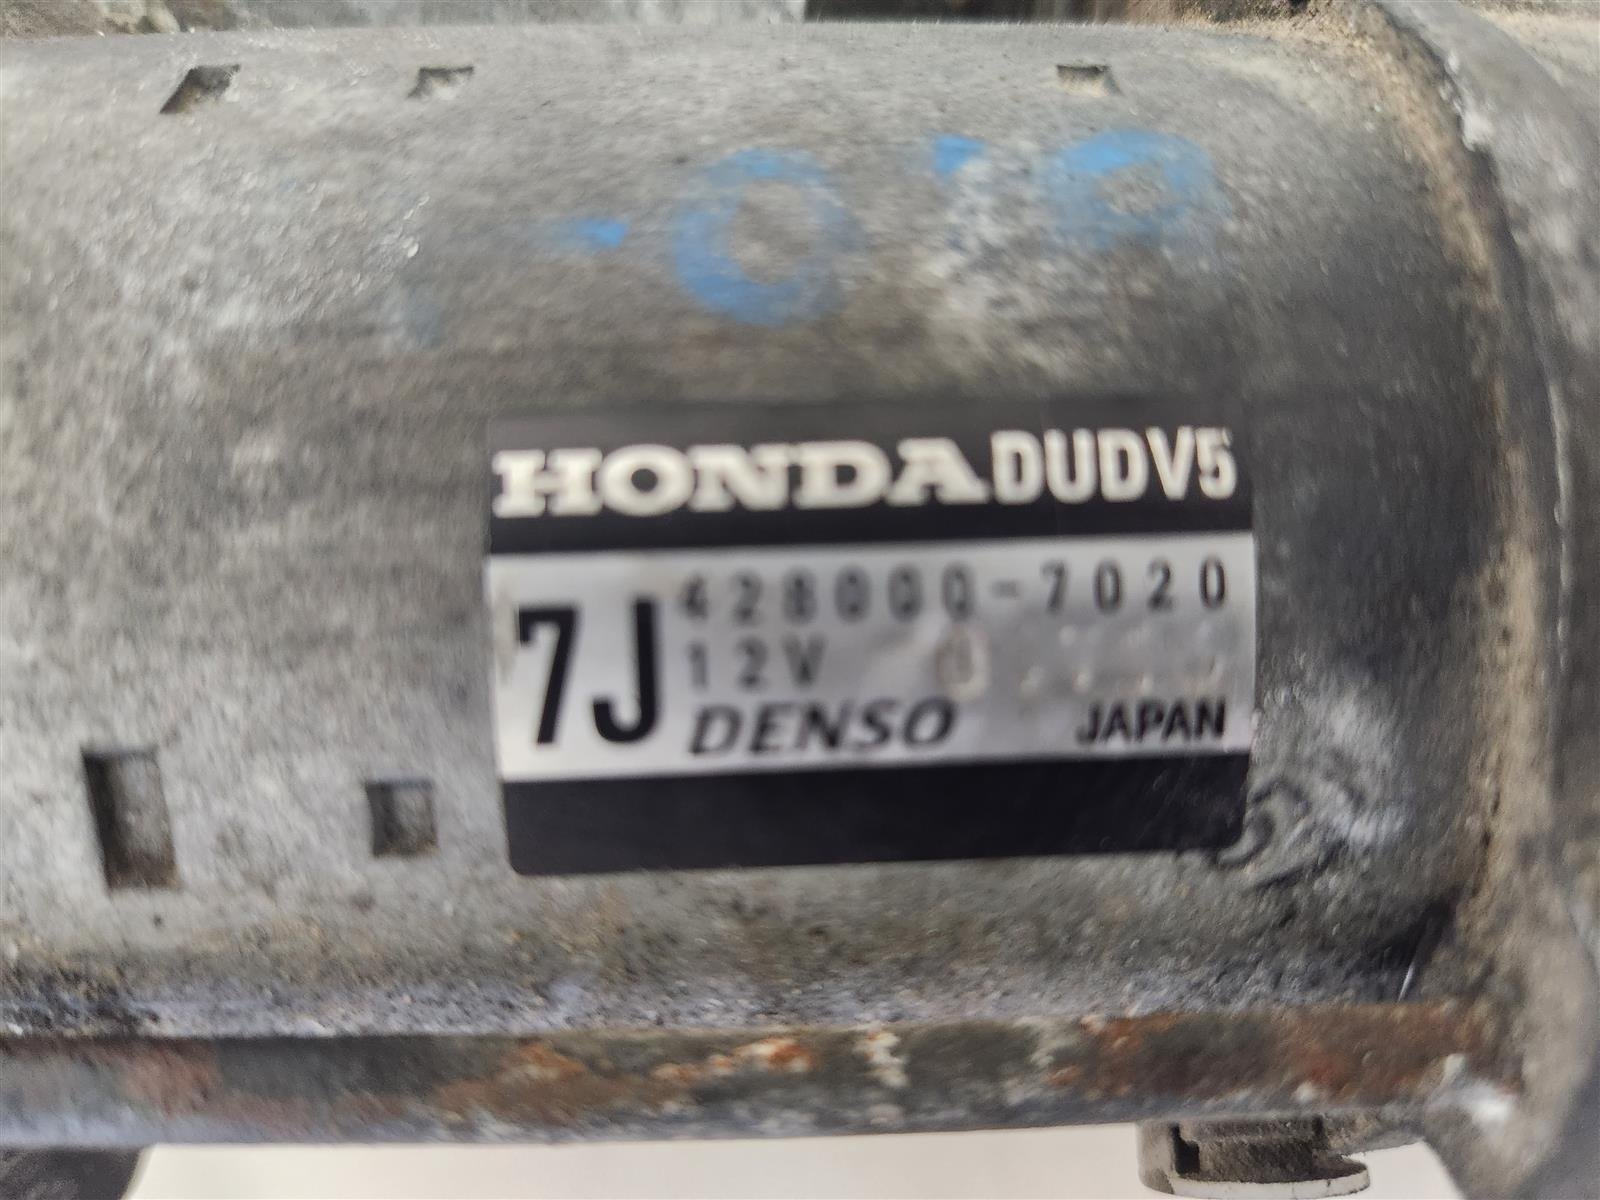 HONDA DUDV5
7J
428000-7020
12V
DENSO JAPAN